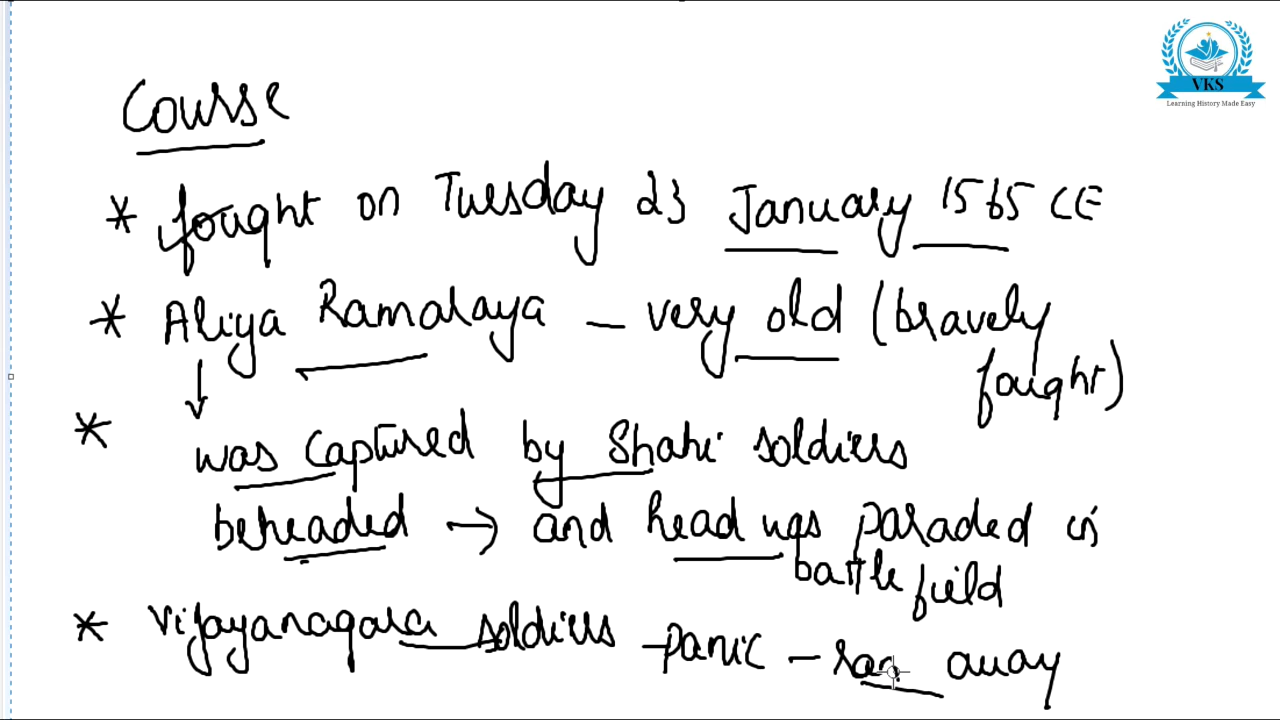 VKS
Learning History Made Easy
Course
* fought on Tuesday 23 January 1565 CE
* Aliya Ramaraya – very old (bravely
fought)
↓
* was captured by Shahi soldiers
beheaded → and head was paraded in
battle field
* Vijayanagara soldiers – panic – ran away